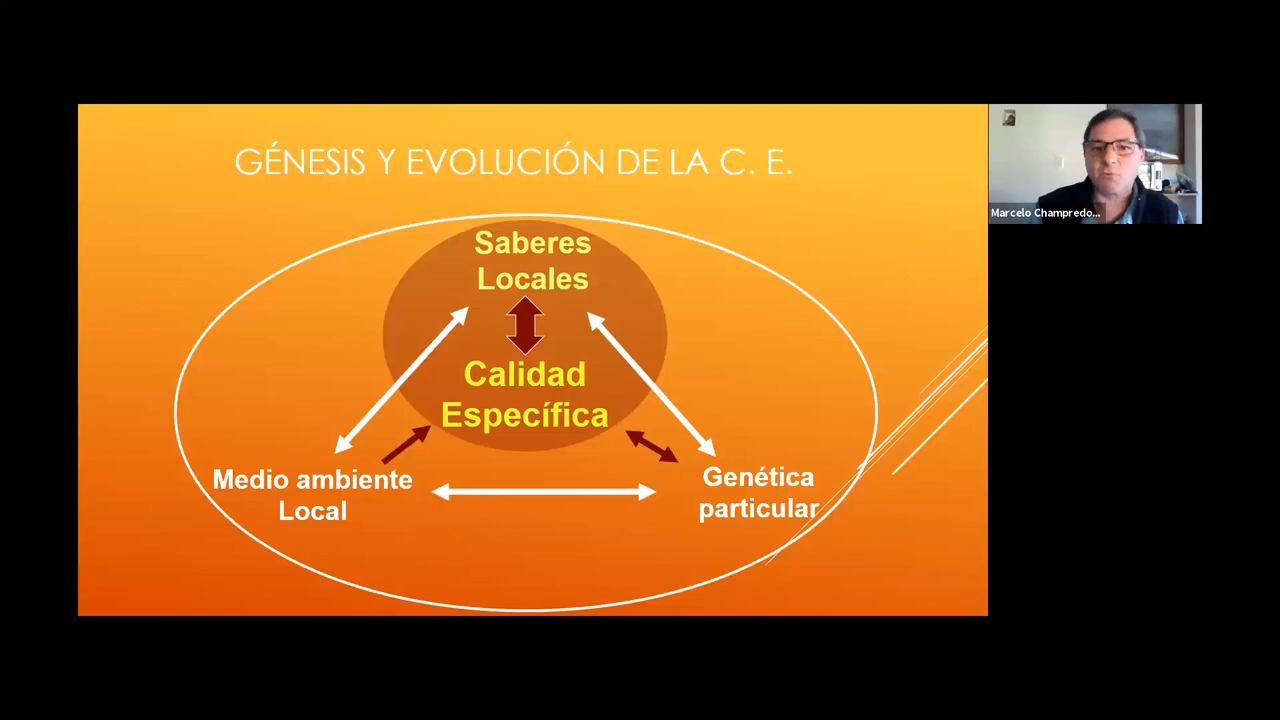 GÉNESIS Y EVOLUCIÓN DE LA C. E.
Saberes
Locales
Calidad
Específica
Medio ambiente
Local
Genética
particular
Marcelo Champredo...